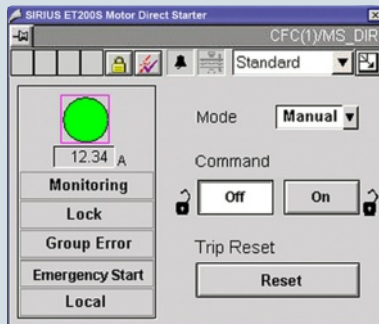 SIRIUS ET200S Motor Direct Starter
CFC(1)/MS_DIR
Standard
12.34 A
Monitoring
Lock
Group Error
Emergency Start
Local
Mode Manual
Command
Off On
Trip Reset
Reset